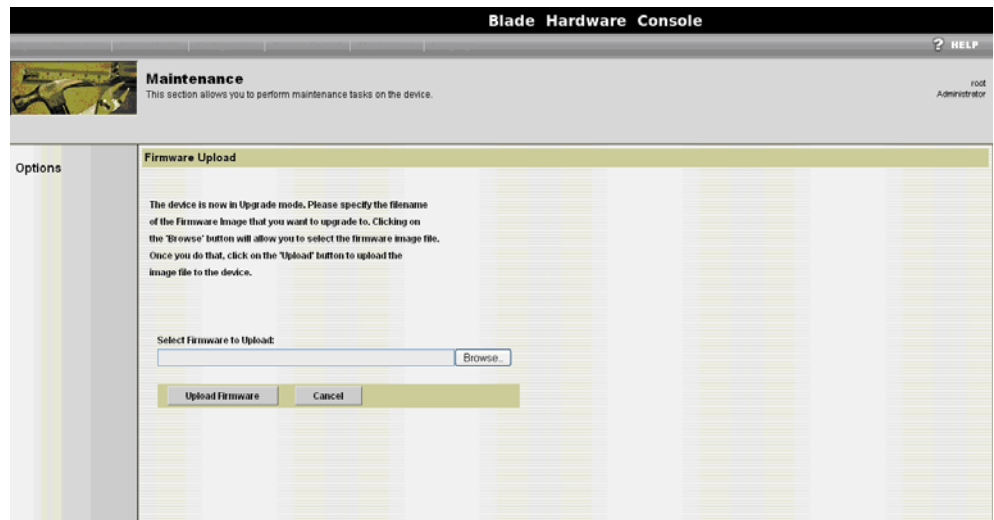 Blade Hardware Console
? HELP
Maintenance
This section allows you to perform maintenance tasks on the device.
root
Administrator
Options
Firmware Upload
The device is now in Upgrade mode. Please specify the filename
of the Firmware Image that you want to upgrade to. Clicking on
the 'Browse' button will allow you to select the firmware image file.
Once you do that, click on the 'Upload' button to upload the
image file to the device.
Select Firmware to Upload:
Browse..
Upload Firmware
Cancel